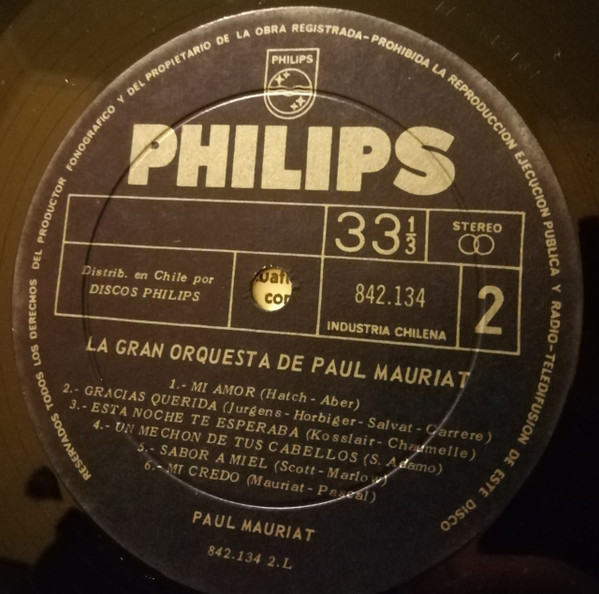 RESERVADOS TODOS LOS DERECHOS DEL PRODUCTOR FONOGRAFICO Y DEL PROPIETARIO DE LA OBRA REGISTRADA-PROHIBIDA LA REPRODUCCION EJECUCION PUBLICA Y RADIO-TELEDIFUSION DE ESTE DISCO
PHILIPS
PHILIPS
33 1/3
STEREO
Distrib. en Chile por
DISCOS PHILIPS
842.134
INDUSTRIA CHILENA
2
LA GRAN ORQUESTA DE PAUL MAURIAT
1.- MI AMOR (Hatch-Aber)
2.- GRACIAS QUERIDA (Jurgens-Horbiger-Salvat-Carrere)
3.- ESTA NOCHE TE ESPERABA (Kosslair-Chaumelle)
4.- UN MECHON DE TUS CABELLOS (S. Adamo)
5.- SABOR A MIEL (Scott-Marlow)
6.- MI CREDO (Mauriat-Pascal)
PAUL MAURIAT
842.134 2.L